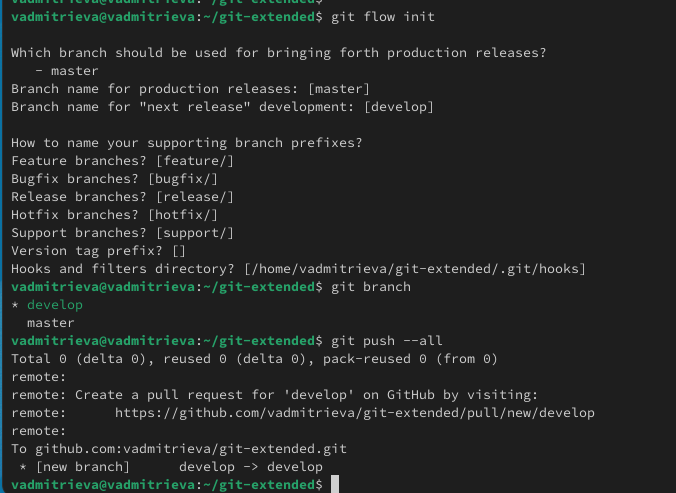 vadmitrieva@vadmitrieva:~/git-extended$
vadmitrieva@vadmitrieva:~/git-extended$ git flow init
Which branch should be used for bringing forth production releases?
   - master
Branch name for production releases: [master]
Branch name for "next release" development: [develop]
How to name your supporting branch prefixes?
Feature branches? [feature/]
Bugfix branches? [bugfix/]
Release branches? [release/]
Hotfix branches? [hotfix/]
Support branches? [support/]
Version tag prefix? []
Hooks and filters directory? [/home/vadmitrieva/git-extended/.git/hooks]
vadmitrieva@vadmitrieva:~/git-extended$ git branch
* develop
  master
vadmitrieva@vadmitrieva:~/git-extended$ git push --all
Total 0 (delta 0), reused 0 (delta 0), pack-reused 0 (from 0)
remote:
remote: Create a pull request for 'develop' on GitHub by visiting:
remote:      https://github.com/vadmitrieva/git-extended/pull/new/develop
remote:
To github.com:vadmitrieva/git-extended.git
 * [new branch]      develop -> develop
vadmitrieva@vadmitrieva:~/git-extended$